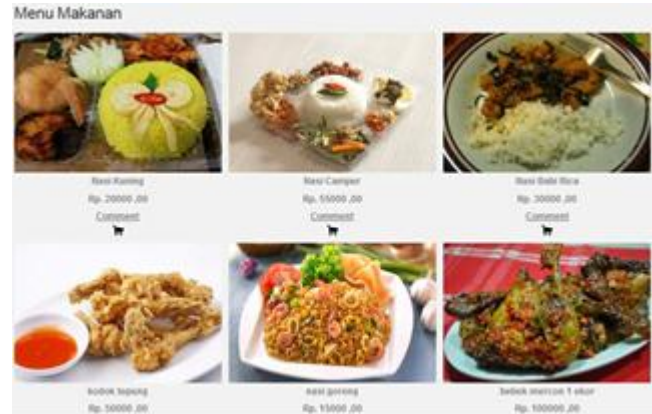 Menu Makanan
Nasi Kuning
Nasi Campur
Nasi Babi Rica
Rp. 20000 ,00
Rp. 55000 ,00
Rp. 30000 ,00
Comment
Comment
Comment
kodok tepung
nasi goreng
bebek mercon 1 ekor
Rp. 50000 ,00
Rp. 15000 ,00
Rp. 100000 ,00